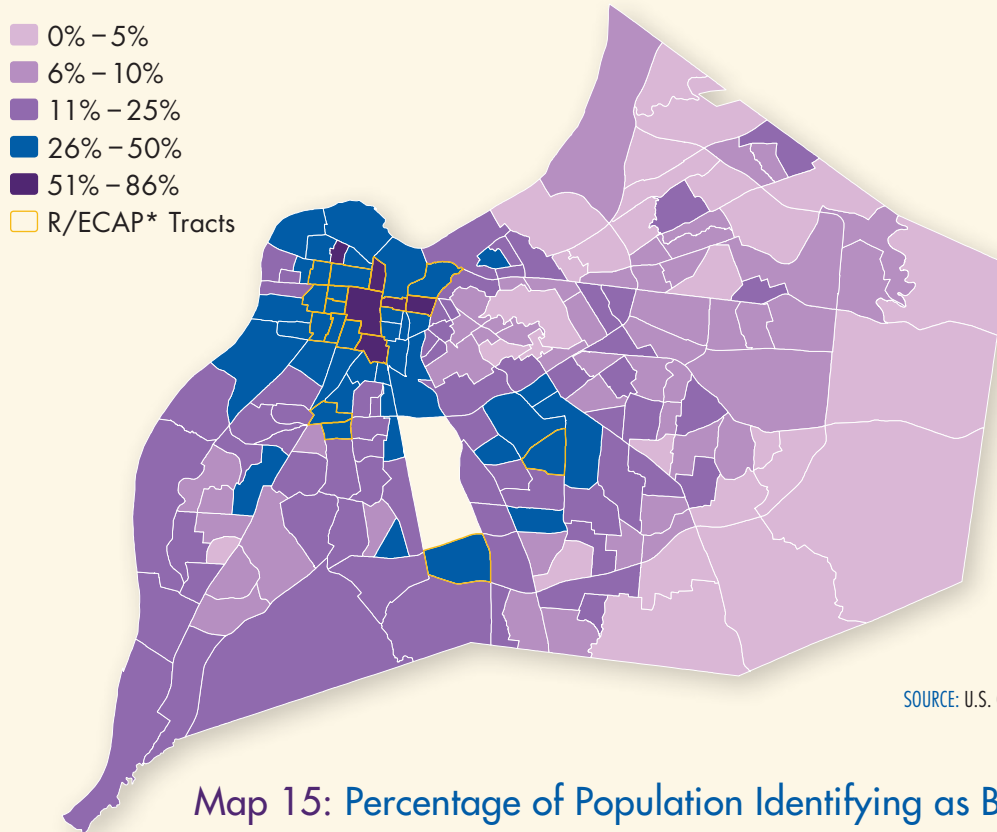 0% – 5%
6% – 10%
11% – 25%
26% – 50%
51% – 86%
R/ECAP* Tracts
SOURCE: U.S.
Map 15: Percentage of Population Identifying as